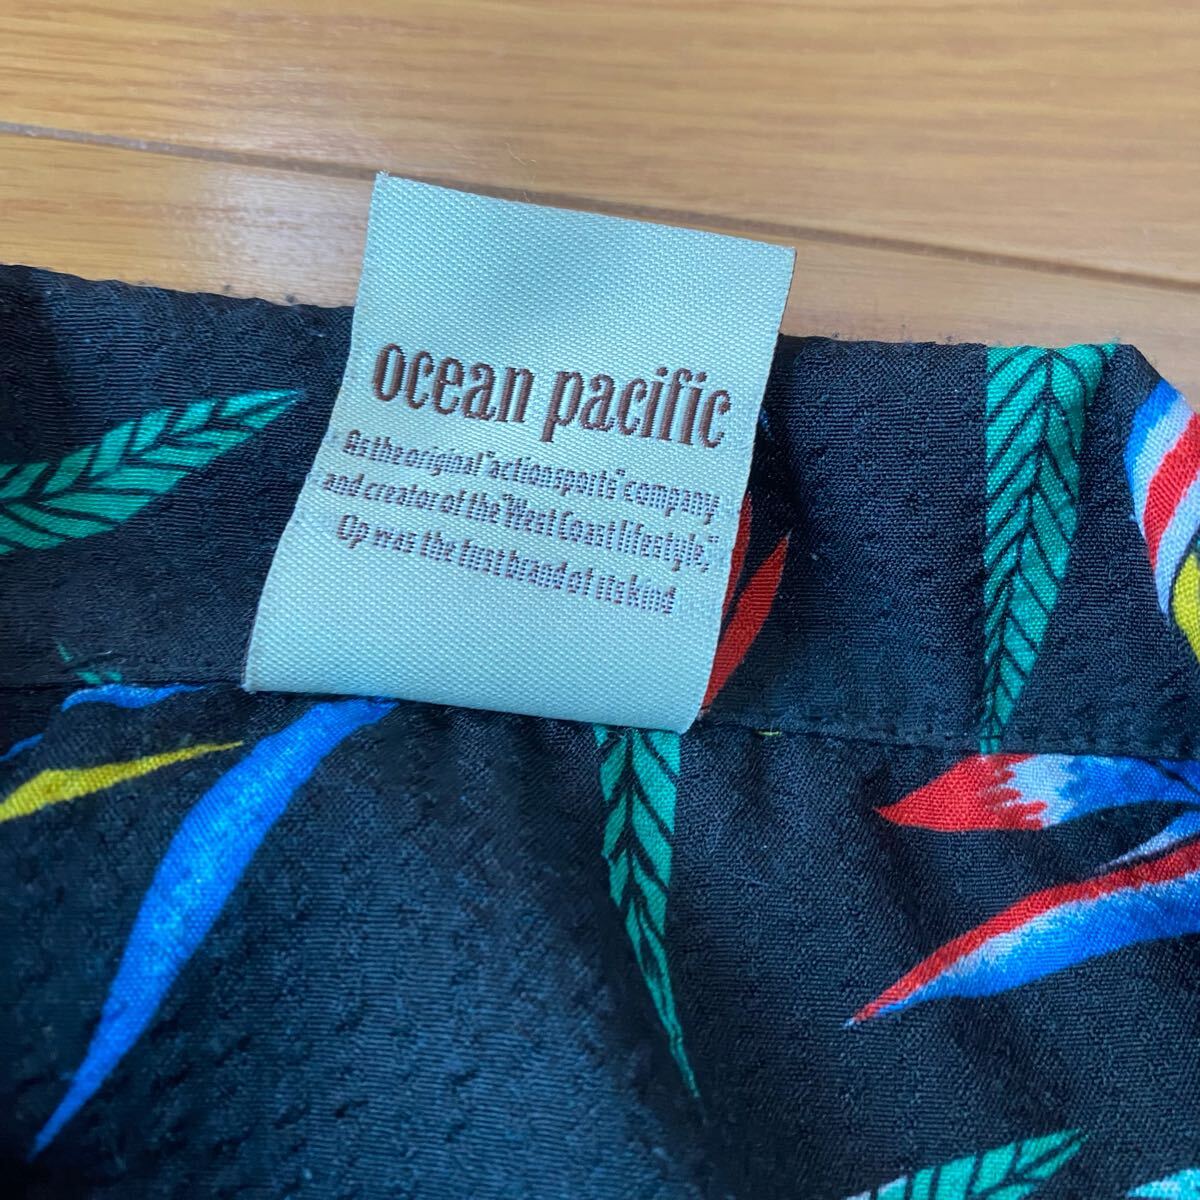 ocean pacific
As the original "actionsports" company
and creator of the "West Coast lifestyle,"
Op was the first brand of its kind